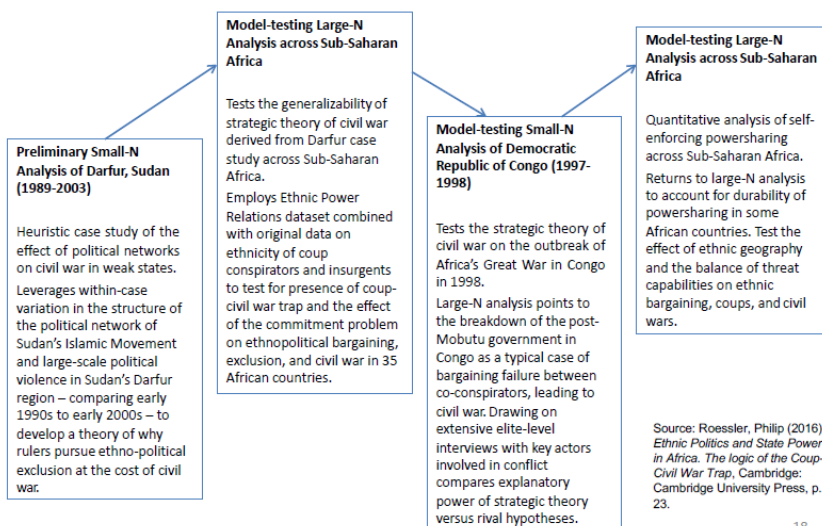 Preliminary Small-N
Analysis of Darfur, Sudan
(1989-2003)
Heuristic case study of the
effect of political networks
on civil war in weak states.
Leverages within-case
variation in the structure of
the political network of
Sudan's Islamic Movement
and large-scale political
violence in Sudan's Darfur
region – comparing early
1990s to early 2000s – to
develop a theory of why
rulers pursue ethno-political
exclusion at the cost of civil
war.
Model-testing Large-N
Analysis across Sub-Saharan
Africa
Tests the generalizability of
strategic theory of civil war
derived from Darfur case
study across Sub-Saharan
Africa.
Employs Ethnic Power
Relations dataset combined
with original data on
ethnicity of coup
conspirators and insurgents
to test for presence of coup-
civil war trap and the effect
of the commitment problem
on ethnopolitical bargaining,
exclusion, and civil war in 35
African countries.
Model-testing Small-N
Analysis of Democratic
Republic of Congo (1997-
1998)
Tests the strategic theory of
civil war on the outbreak of
Africa's Great War in Congo
in 1998.
Large-N analysis points to
the breakdown of the post-
Mobutu government in
Congo as a typical case of
bargaining failure between
co-conspirators, leading to
civil war. Drawing on
extensive elite-level
interviews with key actors
involved in conflict
compares explanatory
power of strategic theory
versus rival hypotheses.
Model-testing Large-N
Analysis across Sub-Saharan
Africa
Quantitative analysis of self-
enforcing powersharing
across Sub-Saharan Africa.
Returns to large-N analysis
to account for durability of
powersharing in some
African countries. Test the
effect of ethnic geography
and the balance of threat
capabilities on ethnic
bargaining, coups, and civil
wars.
Source: Roessler, Philip (2016)
Ethnic Politics and State Power
in Africa. The logic of the Coup-
Civil War Trap, Cambridge:
Cambridge University Press, p.
23.
18